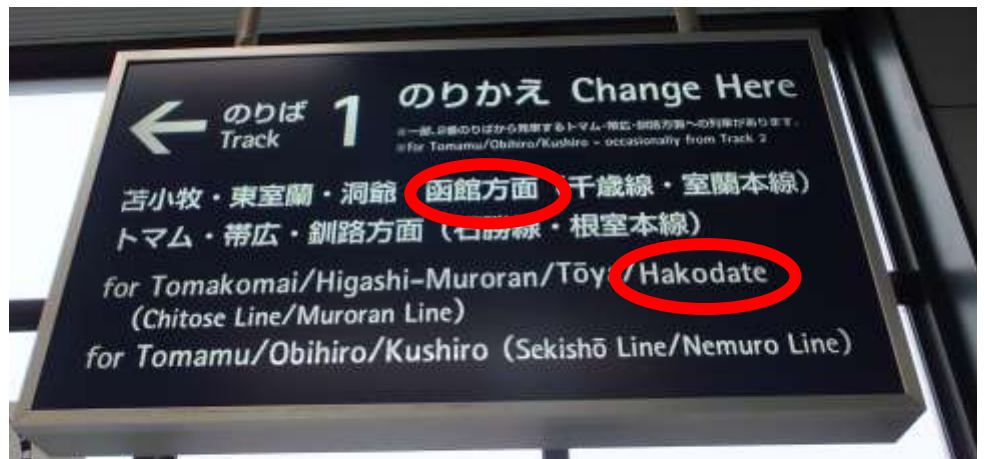 のりば 1 のりかえ Change Here
Track
※一部、2番のりばから発車するトマム・帯広・釧路方面への列車があります。
※for Tomamu/Obihiro/Kushiro - occasionally from Track 2
苫小牧・東室蘭・洞爺・函館方面（千歳線・室蘭本線）
トマム・帯広・釧路方面（石勝線・根室本線）
for Tomakomai/Higashi-Muroran/Tōya/Hakodate
(Chitose Line/Muroran Line)
for Tomamu/Obihiro/Kushiro (Sekishō Line/Nemuro Line)